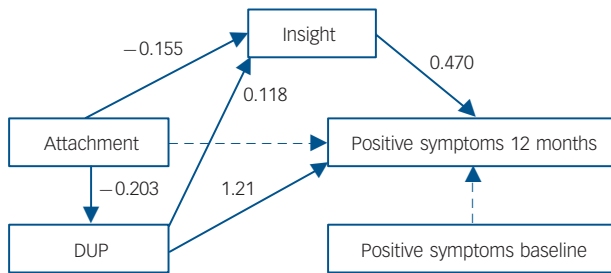 Insight
−0.155
0.470
0.118
Attachment
Positive symptoms 12 months
−0.203
1.21
DUP
Positive symptoms baseline